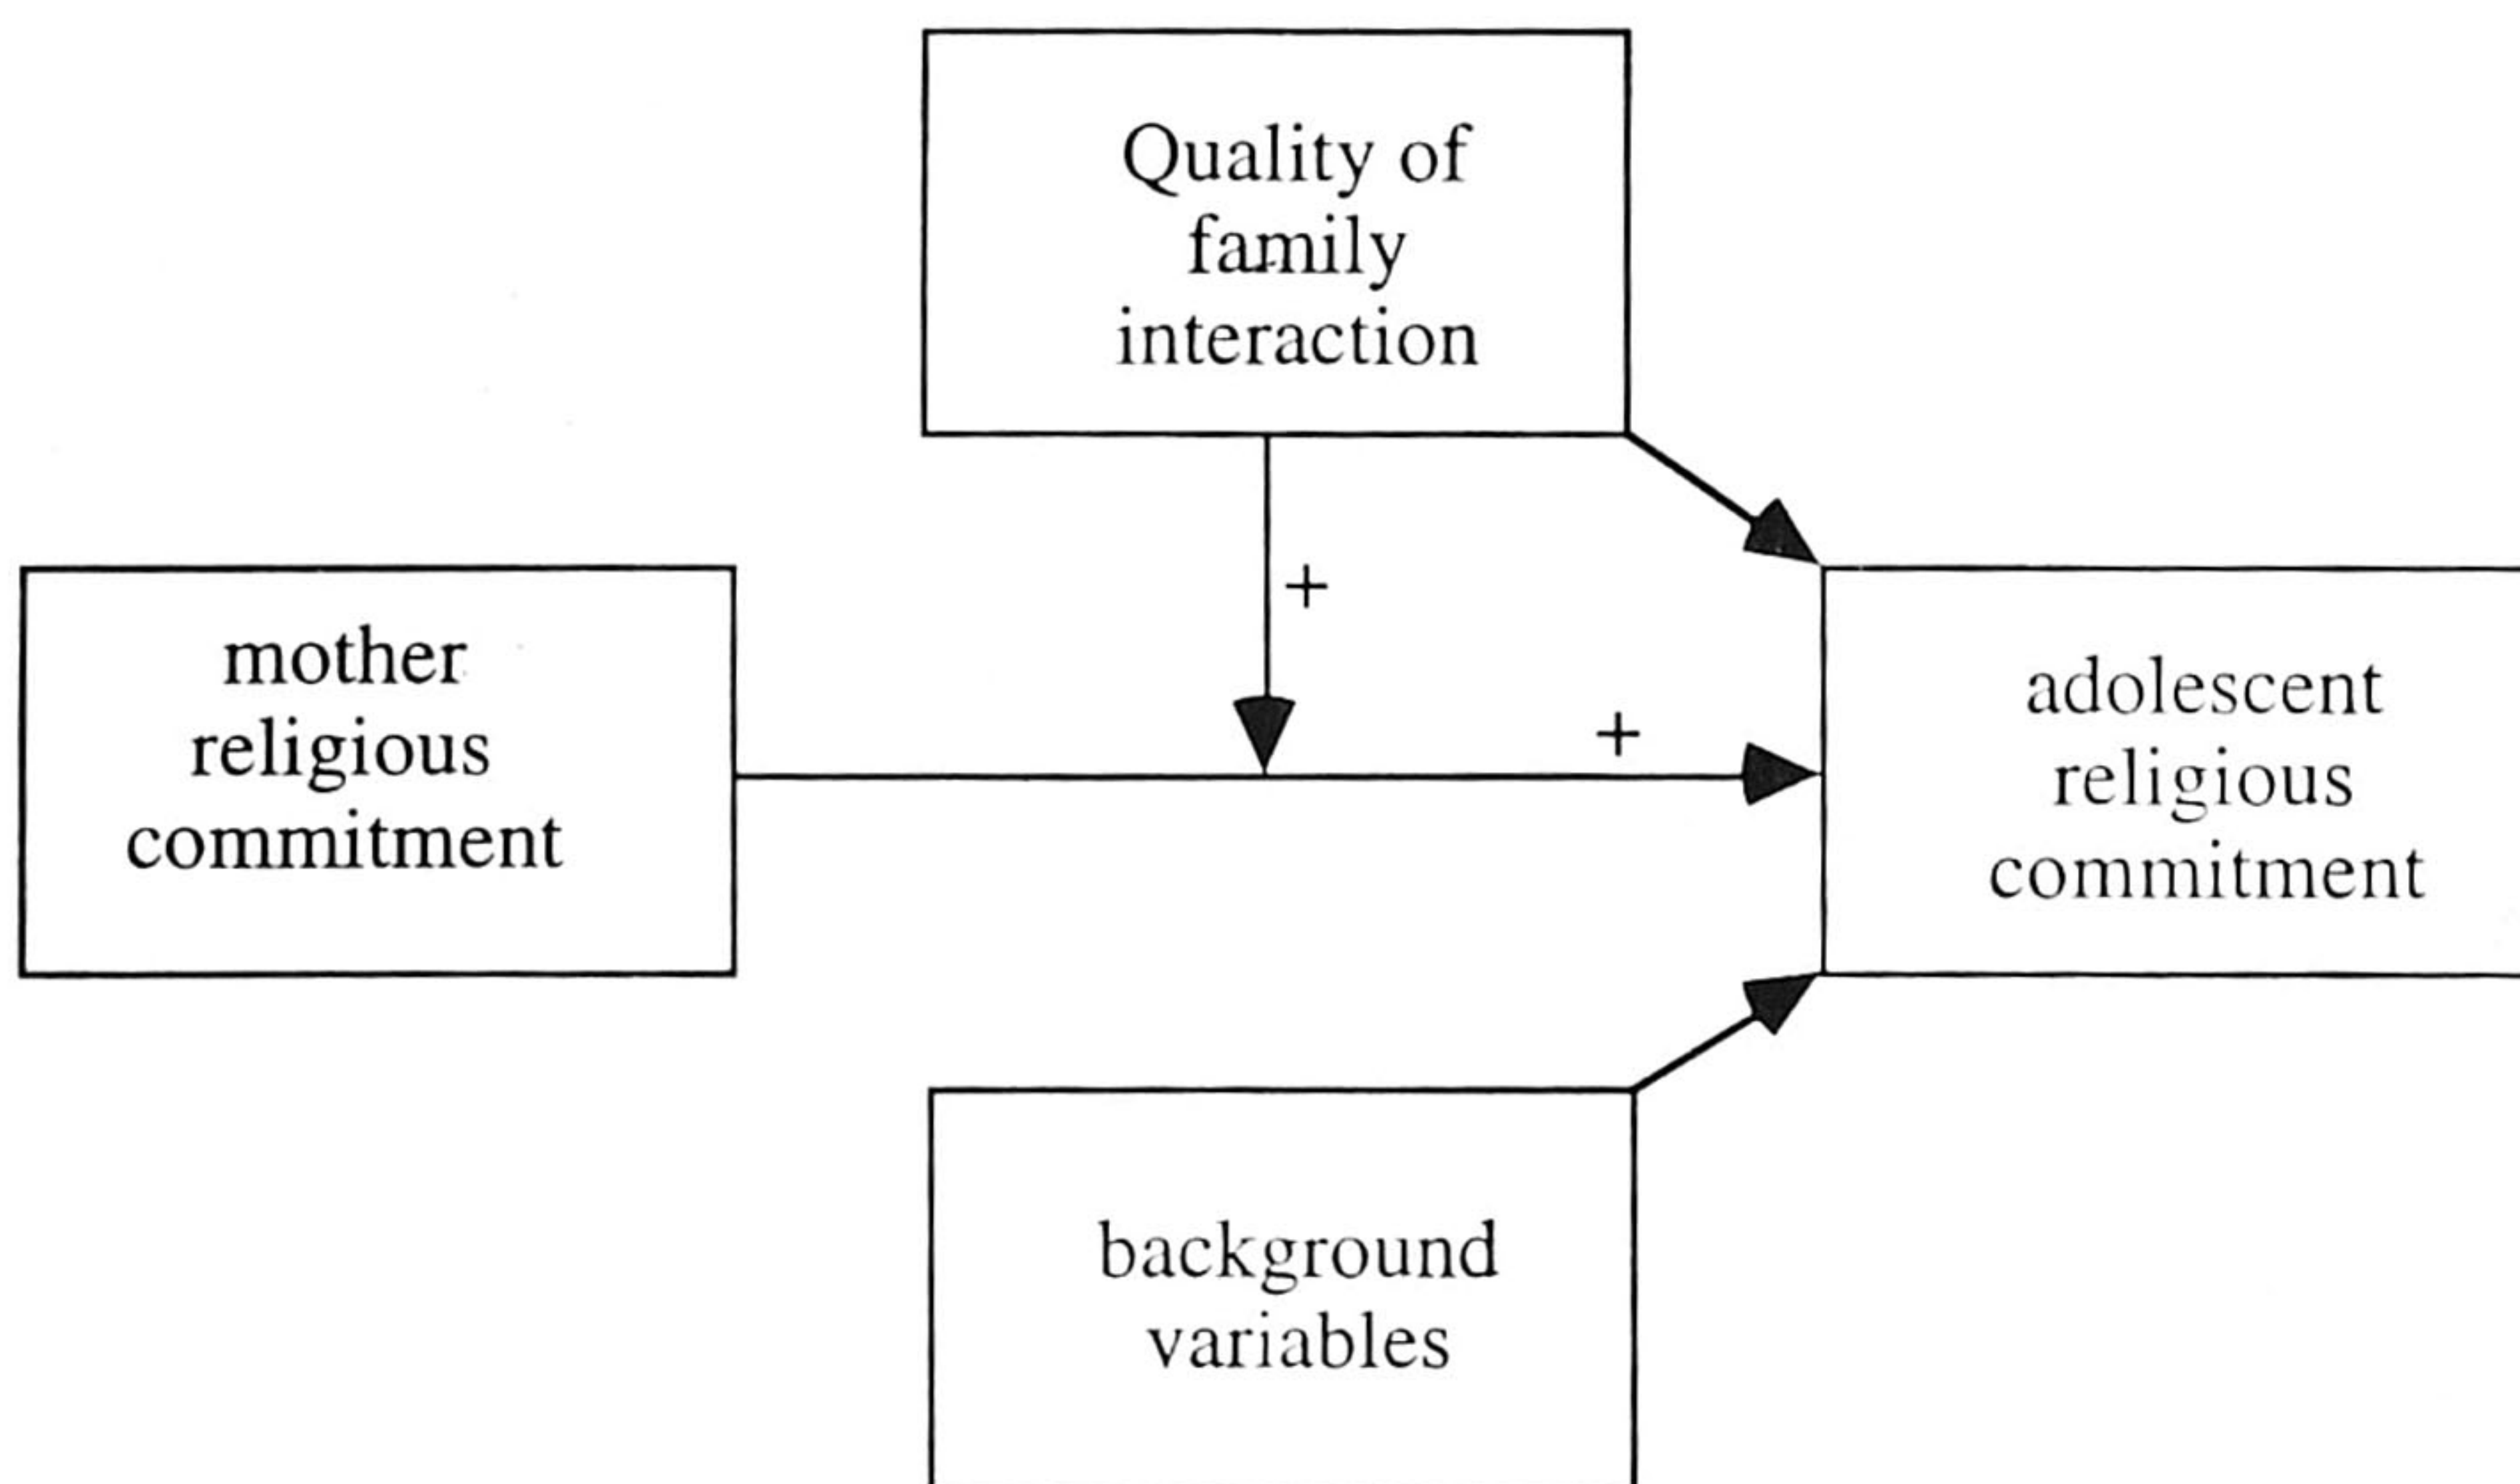 Quality of
family
interaction
+
+
mother
religious
commitment
adolescent
religious
commitment
background
variables